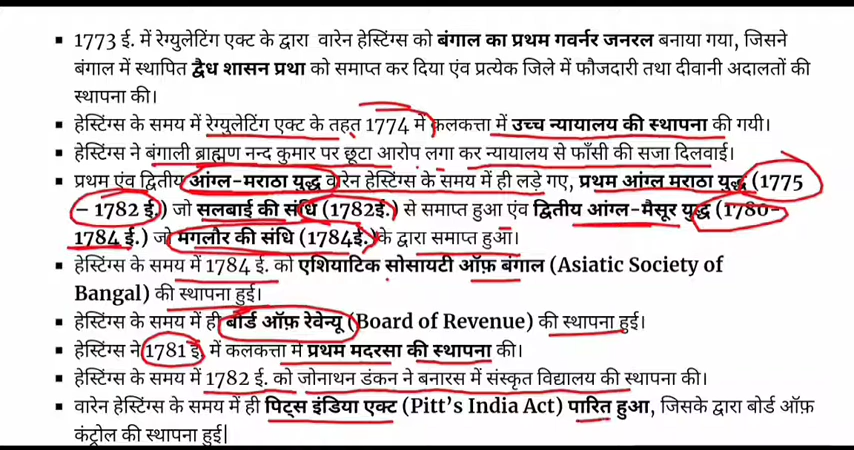 1773 ई. में रेग्युलेटिंग एक्ट के द्वारा वारेन हेस्टिंग्स को बंगाल का प्रथम गवर्नर जनरल बनाया गया, जिसने
बंगाल में स्थापित द्वैध शासन प्रथा को समाप्त कर दिया एंव प्रत्येक जिले में फौजदारी तथा दीवानी अदालतों की
स्थापना की।
हेस्टिंग्स के समय में रेग्युलेटिंग एक्ट के तहत् 1774 में कलकत्ता में उच्च न्यायालय की स्थापना की गयी।
हेस्टिंग्स ने बंगाली ब्राह्मण नन्द कुमार पर छूटा आरोप लगा कर न्यायालय से फाँसी की सजा दिलवाई।
प्रथम एंव द्वितीय आंग्ल-मराठा युद्ध वारेन हेस्टिंग्स के समय में ही लड़े गए, प्रथम आंग्ल मराठा युद्ध (1775
– 1782 ई.) जो सलबाई की संधि (1782ई.) से समाप्त हुआ एंव द्वितीय आंग्ल-मैसूर युद्ध (1780-
1784 ई.) जो मगलौर की संधि (1784ई.) के द्वारा समाप्त हुआ।
हेस्टिंग्स के समय में 1784 ई. को एशियाटिक सोसायटी ऑफ़ बंगाल (Asiatic Society of
Bangal) की स्थापना हुई।
हेस्टिंग्स के समय में ही बोर्ड ऑफ़ रेवेन्यू (Board of Revenue) की स्थापना हुई।
हेस्टिंग्स ने 1781 ई. में कलकत्ता में प्रथम मदरसा की स्थापना की।
हेस्टिंग्स के समय में 1782 ई. को जोनाथन डंकन ने बनारस में संस्कृत विद्यालय की स्थापना की।
वारेन हेस्टिंग्स के समय में ही पिट्स इंडिया एक्ट (Pitt’s India Act) पारित हुआ, जिसके द्वारा बोर्ड ऑफ़
कंट्रोल की स्थापना हुई|